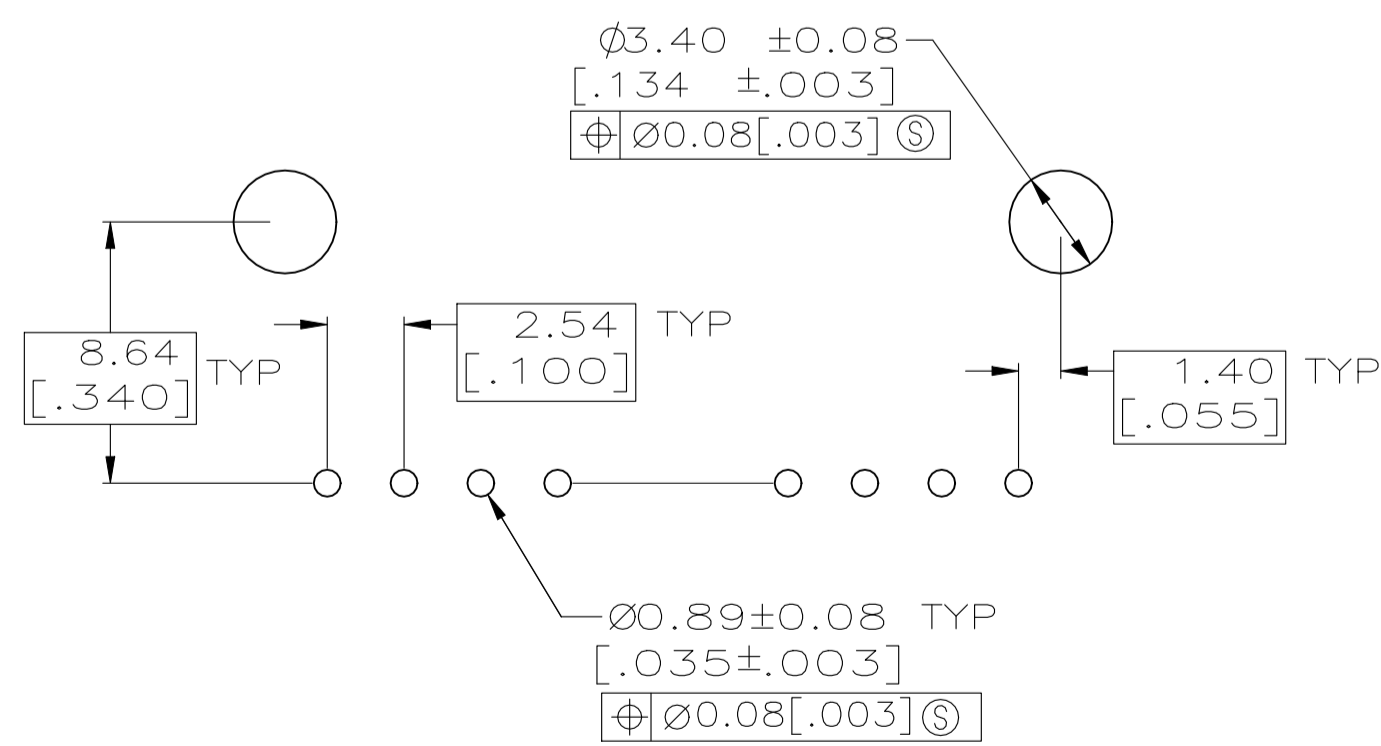 Ø3.40 ±0.08
[.134 ±.003]
⌖ Ø0.08[.003] Ⓢ
2.54 TYP
[.100]
8.64 TYP
[.340]
1.40 TYP
[.055]
Ø0.89±0.08 TYP
[.035±.003]
⌖ Ø0.08[.003] Ⓢ